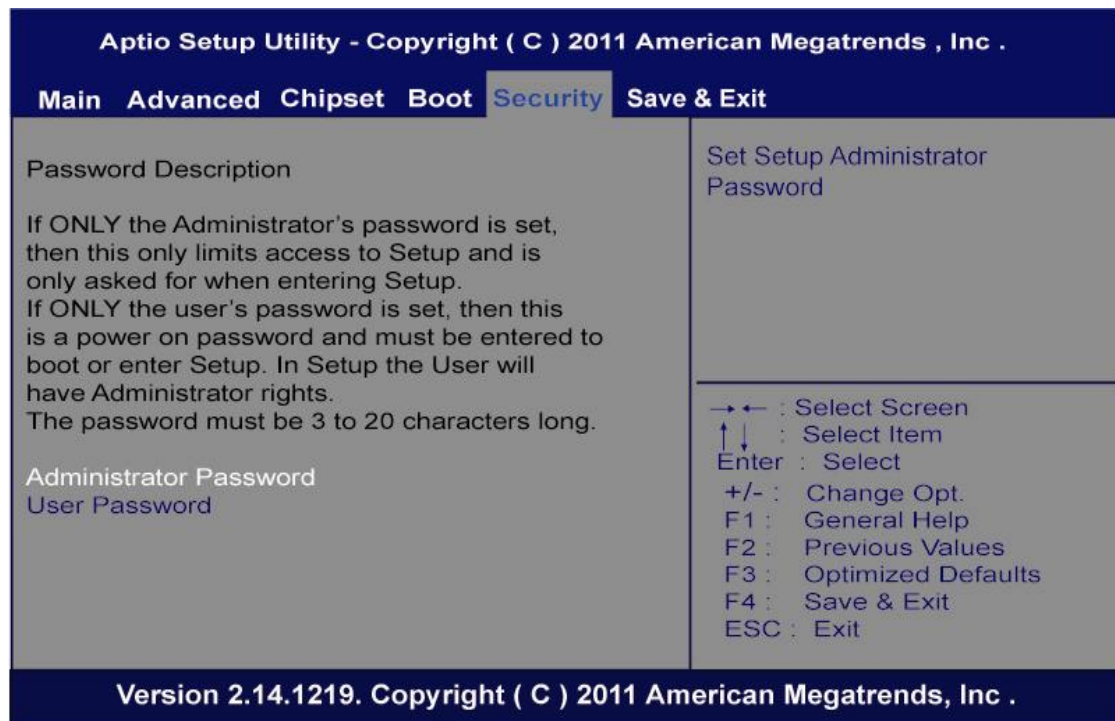 Aptio Setup Utility - Copyright ( C ) 2011 American Megatrends , Inc .
Main Advanced Chipset Boot Security Save & Exit
Password Description
If ONLY the Administrator's password is set,
then this only limits access to Setup and is
only asked for when entering Setup.
If ONLY the user's password is set, then this
is a power on password and must be entered to
boot or enter Setup. In Setup the User will
have Administrator rights.
The password must be 3 to 20 characters long.
Administrator Password
User Password
Set Setup Administrator
Password
→← : Select Screen
↑↓ : Select Item
Enter : Select
+/- : Change Opt.
F1 : General Help
F2 : Previous Values
F3 : Optimized Defaults
F4 : Save & Exit
ESC : Exit
Version 2.14.1219. Copyright ( C ) 2011 American Megatrends, Inc .